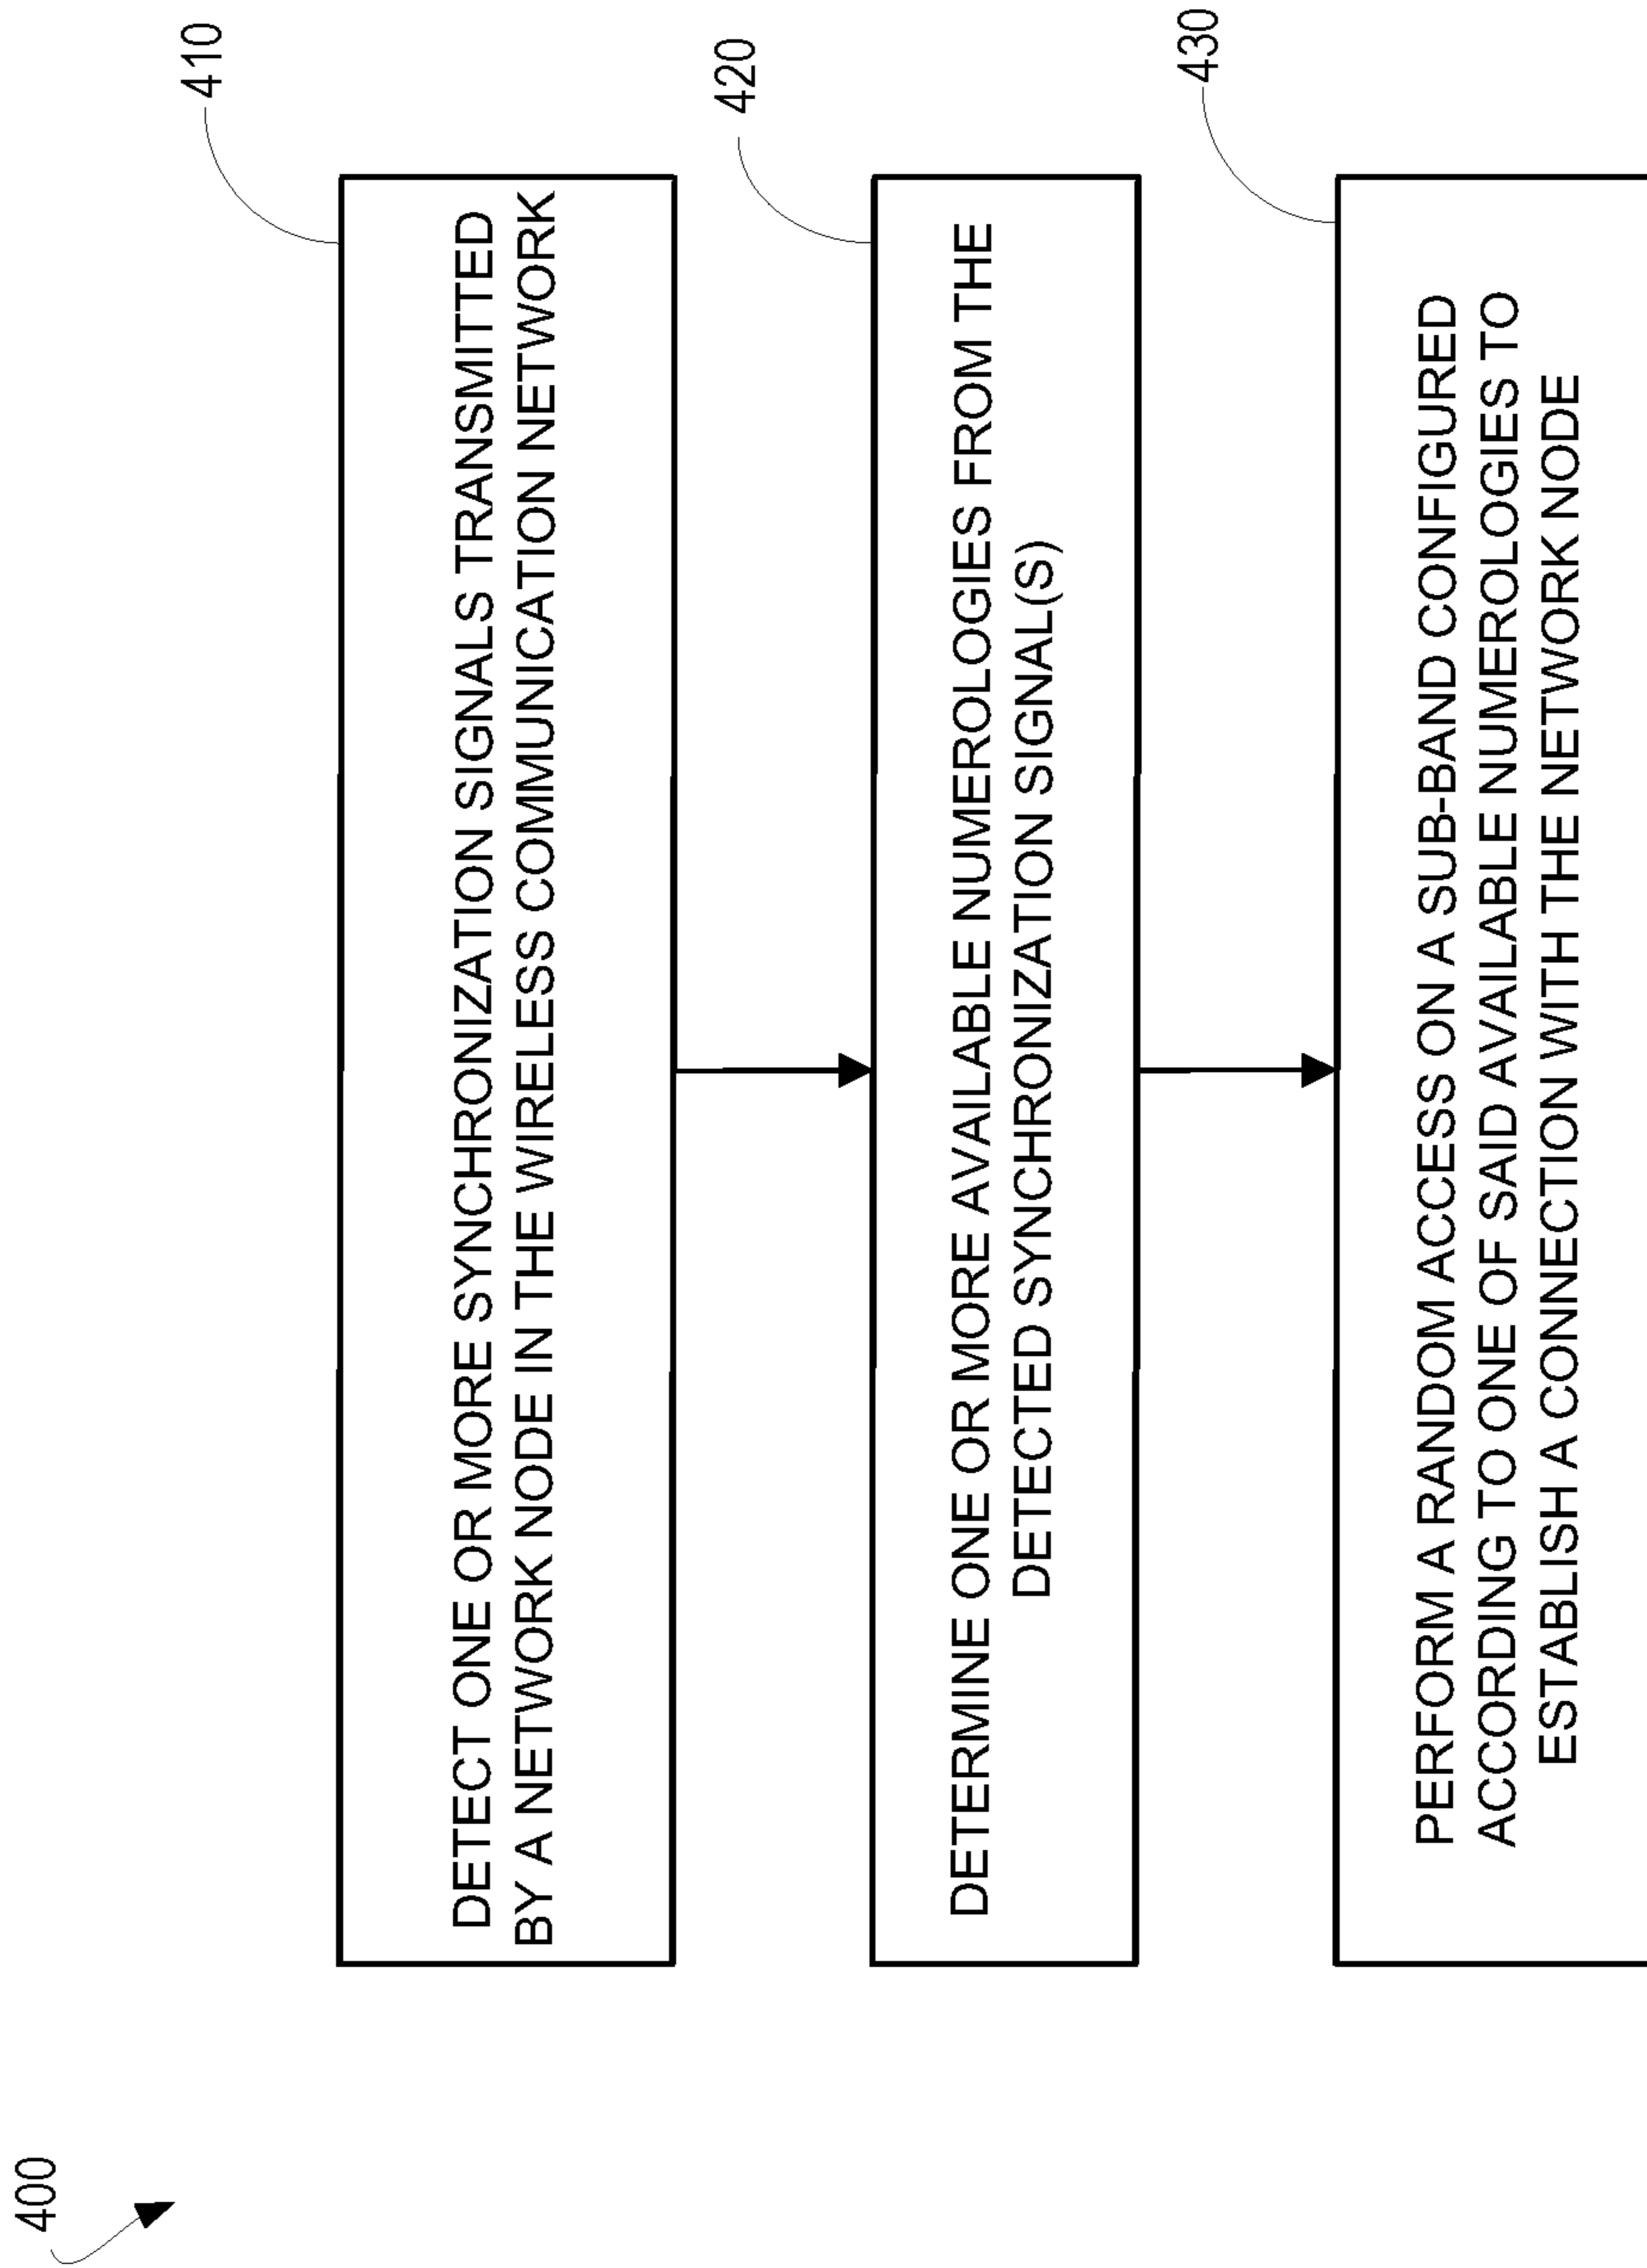 400
410
DETECT ONE OR MORE SYNCHRONIZATION SIGNALS TRANSMITTED
BY A NETWORK NODE IN THE WIRELESS COMMUNICATION NETWORK
420
DETERMINE ONE OR MORE AVAILABLE NUMEROLOGIES FROM THE
DETECTED SYNCHRONIZATION SIGNAL(S)
430
PERFORM A RANDOM ACCESS ON A SUB-BAND CONFIGURED
ACCORDING TO ONE OF SAID AVAILABLE NUMEROLOGIES TO
ESTABLISH A CONNECTION WITH THE NETWORK NODE